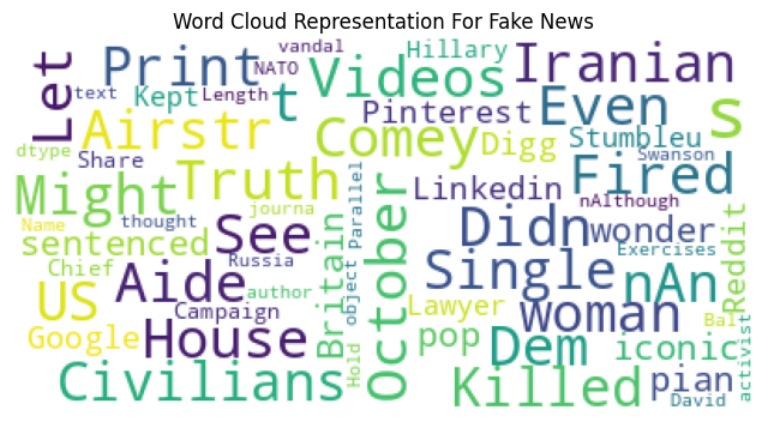 Word Cloud Representation For Fake News
vandal
Hillary
Let
Print
NATO
Videos
Iranian
text
Kept
Length
t
Pinterest
Even
s
Airstr
Comey
Digg
Stumbleu
dtype
Share
Truth
Swanson
Fired
Might
October
Linkedin
nAlthough
Name
thought
journa
object
Parallel
Didn
wonder
Reddit
sentenced
See
Britain
Exercises
Chief
Russia
Single
nAn
US
Aide
author
Lawyer
woman
Bal
Campaign
Google
House
Hold
pop
Dem
iconic
activist
Civilians
Killed
pian
David